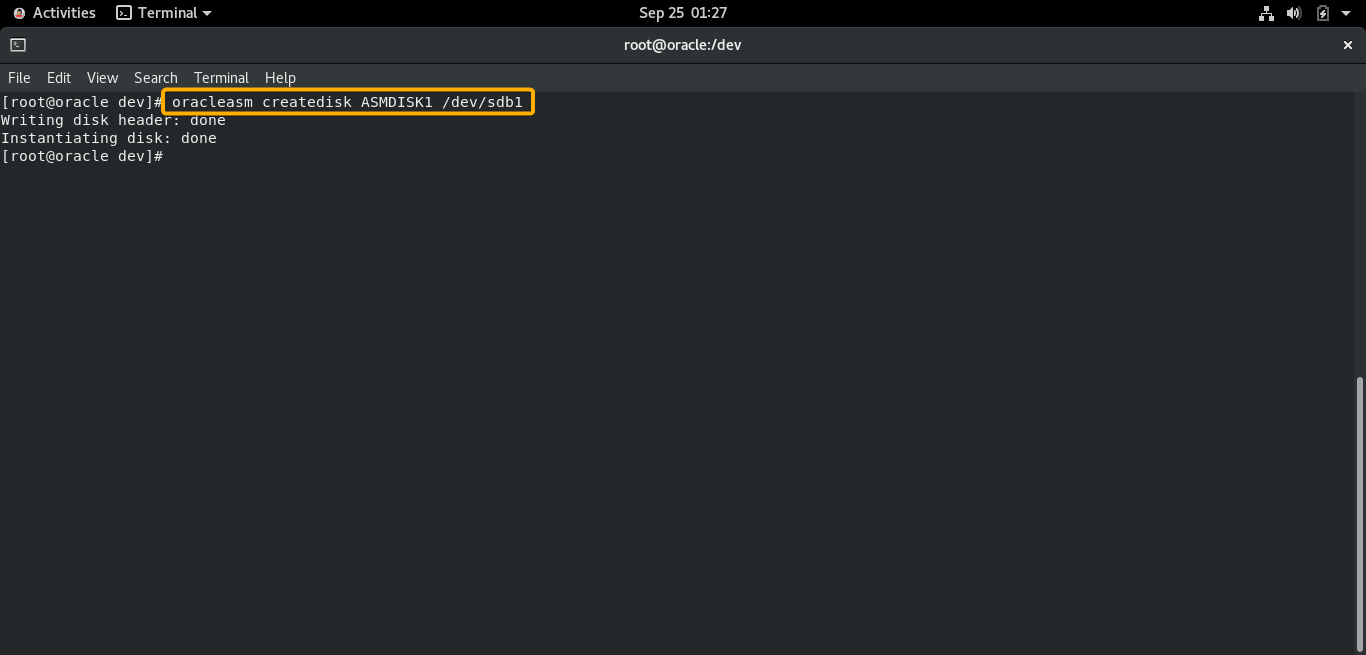 Activities Terminal Sep 25 01:27
root@oracle:/dev
File Edit View Search Terminal Help
[root@oracle dev]# oracleasm createdisk ASMDISK1 /dev/sdb1
Writing disk header: done
Instantiating disk: done
[root@oracle dev]#